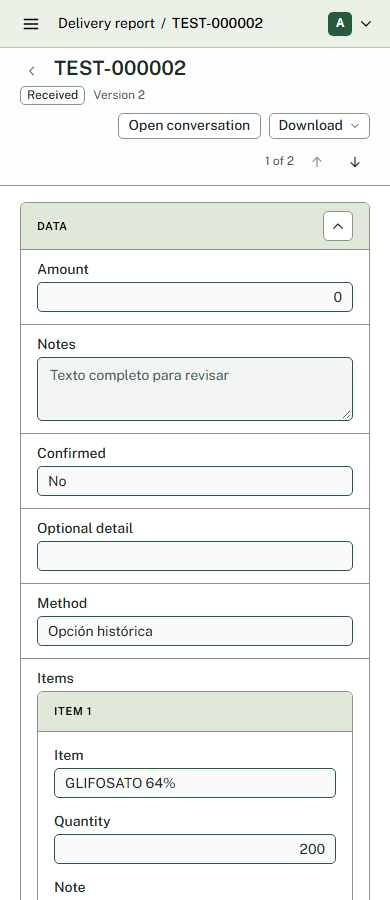 Delivery report / TEST-000002
A
TEST-000002
Received Version 2
Open conversation Download
1 of 2
DATA
Amount
0
Notes
Texto completo para revisar
Confirmed
No
Optional detail
Method
Opción histórica
Items
ITEM 1
Item
GLIFOSATO 64%
Quantity
200
Note